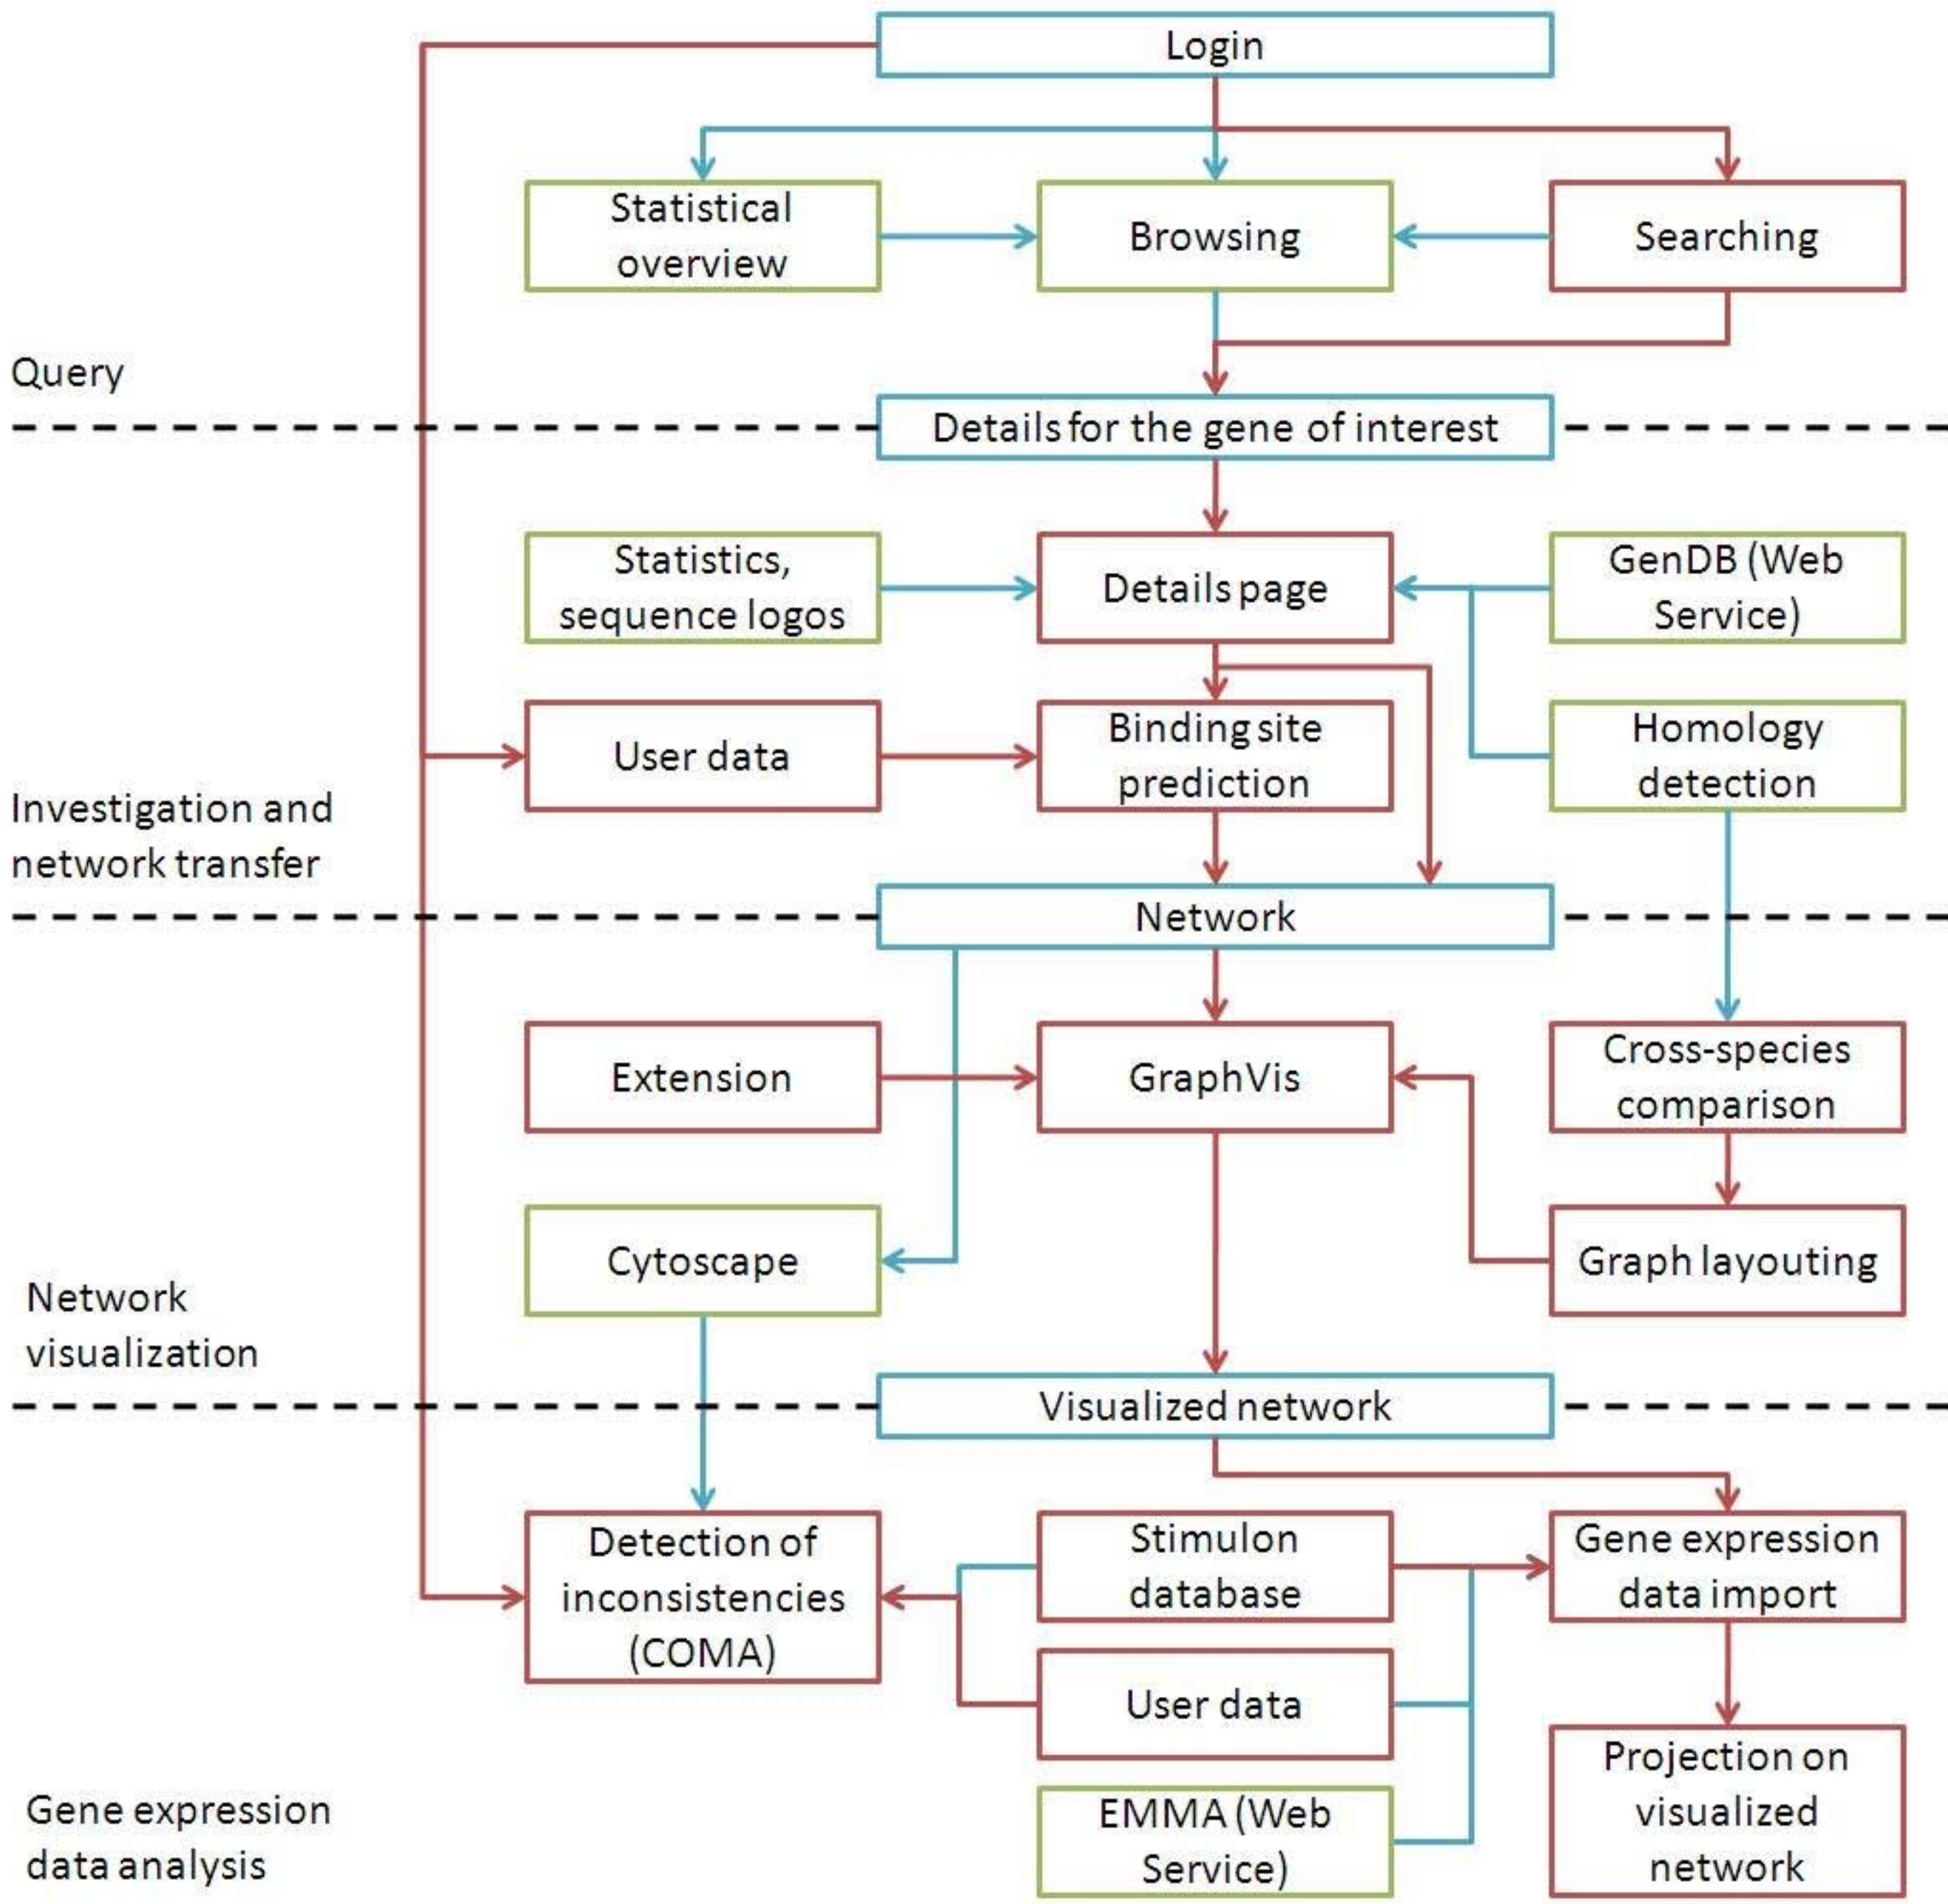 Login
Statistical
overview
Browsing
Searching
Query
Details for the gene of interest
Statistics,
sequence logos
Details page
GenDB (Web
Service)
User data
Binding site
prediction
Homology
detection
Investigation and
network transfer
Network
Extension
GraphVis
Cross-species
comparison
Cytoscape
Graph layouting
Network
visualization
Visualized network
Detection of
inconsistencies
(COMA)
Stimulon
database
Gene expression
data import
User data
Projection on
visualized
network
EMMA (Web
Service)
Gene expression
data analysis